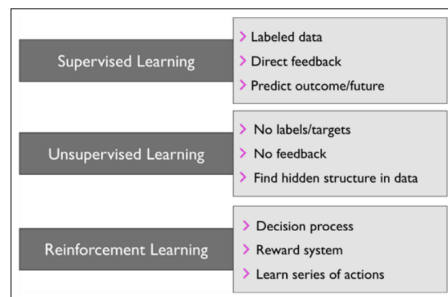 Supervised Learning
Labeled data
Direct feedback
Predict outcome/future
Unsupervised Learning
No labels/targets
No feedback
Find hidden structure in data
Reinforcement Learning
Decision process
Reward system
Learn series of actions